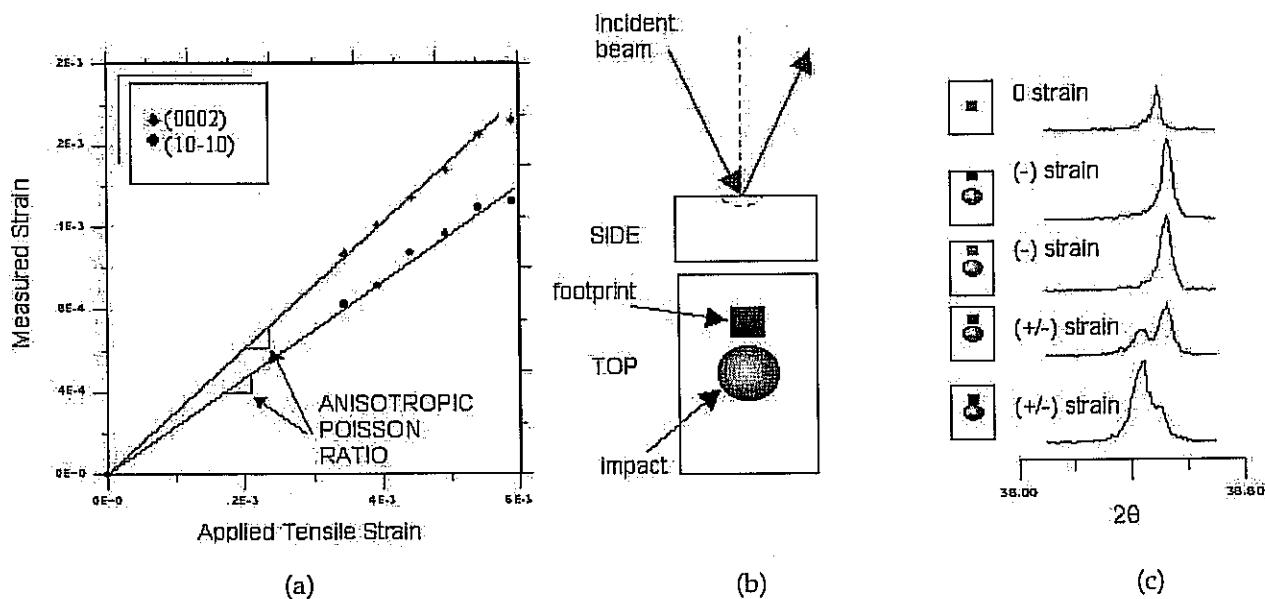 2E-3
2E-3
1E-3
8E-4
4E-4
0E-0
0E-0
.2E-3
4E-3
6E-3
Measured Strain
Applied Tensile Strain
(0002)
(10-10)
ANISOTROPIC
POISSON
RATIO
(a)
Incident
beam
SIDE
footprint
TOP
impact
(b)
0 strain
(-) strain
(-) strain
(+/-) strain
(+/-) strain
38.00
38.80
2θ
(c)